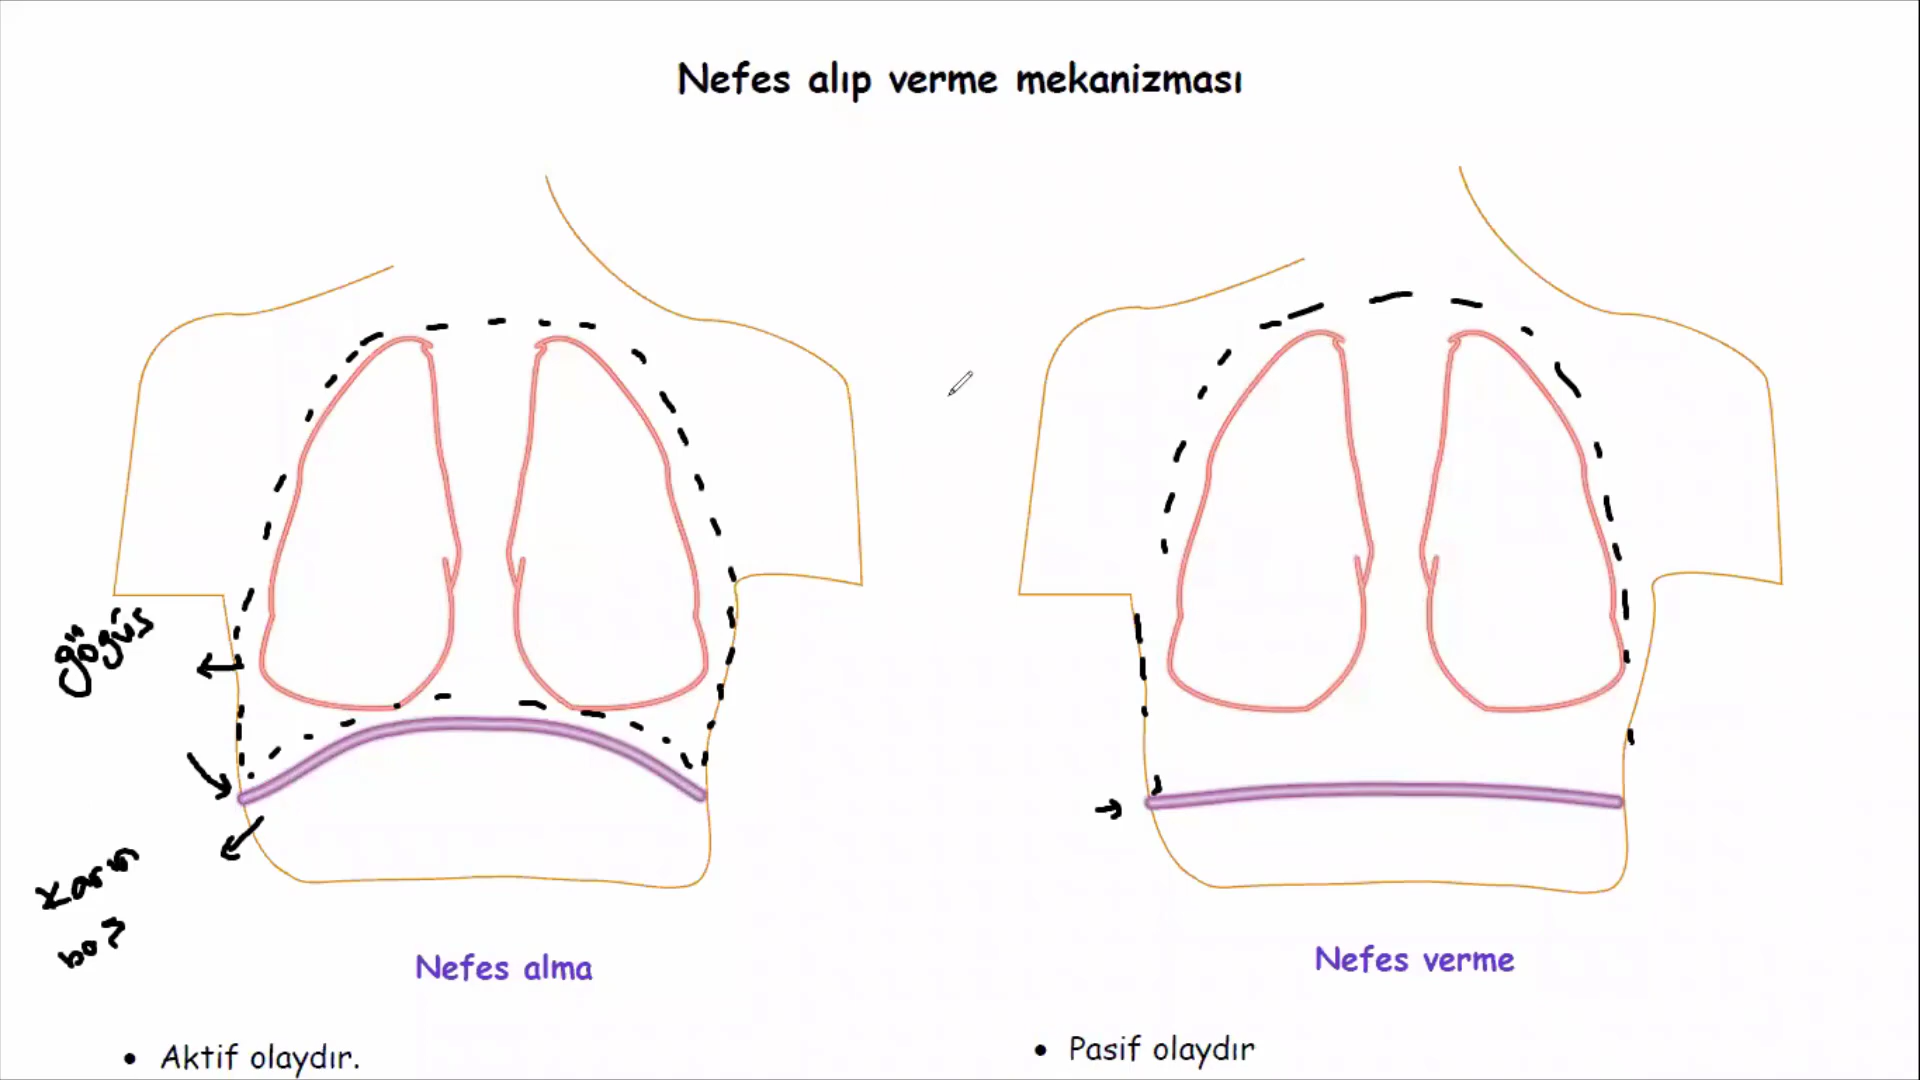 Nefes alıp verme mekanizması
göğüs
karın
boş
Nefes alma
Nefes verme
• Aktif olaydır.
• Pasif olaydır